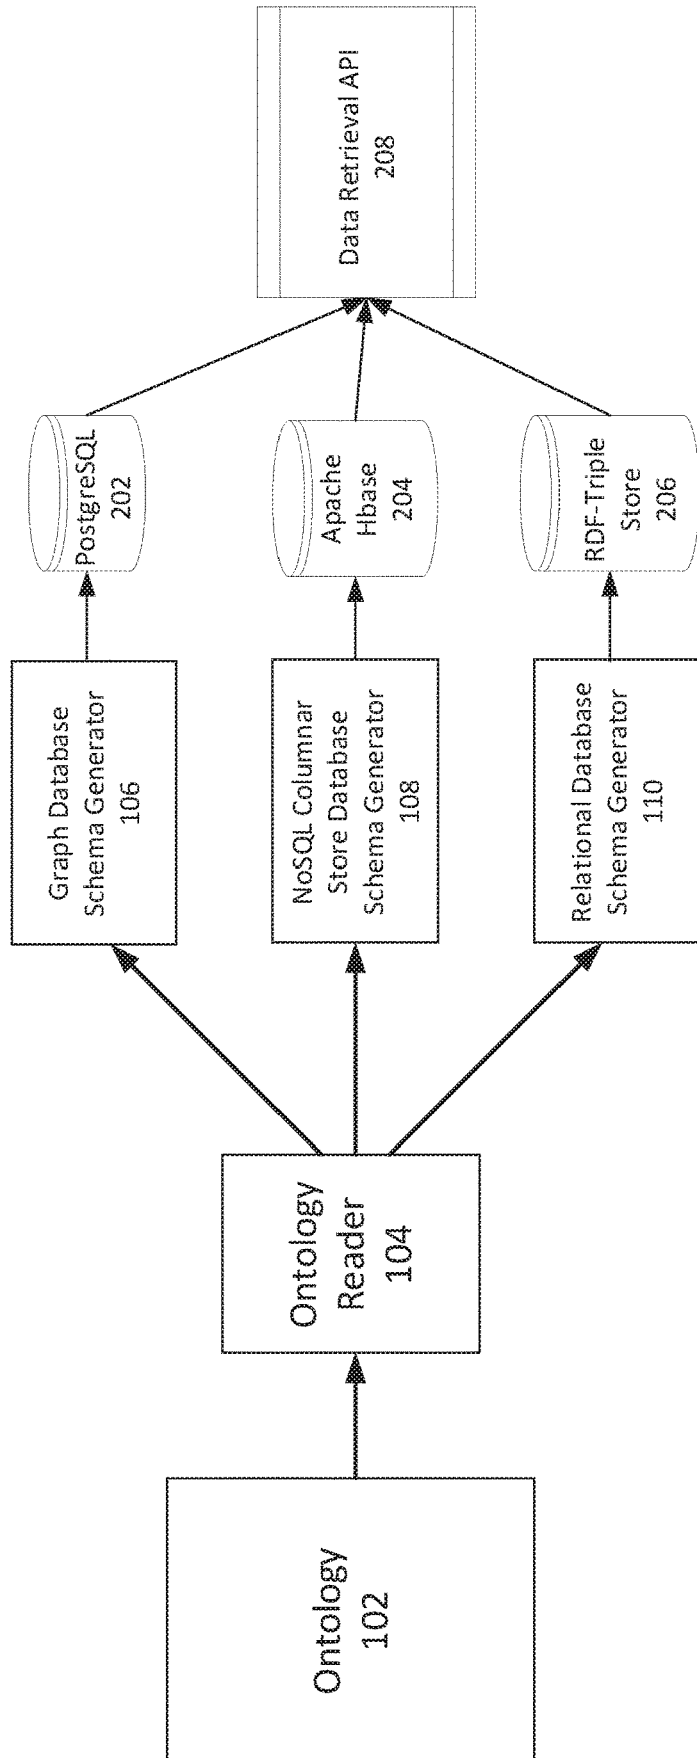 Ontology
102
Ontology
Reader
104
Graph Database
Schema Generator
106
NoSQL Columnar
Store Database
Schema Generator
108
Relational Database
Schema Generator
110
PostgreSQL
202
Apache
Hbase
204
RDF-Triple
Store
206
Data Retrieval API
208